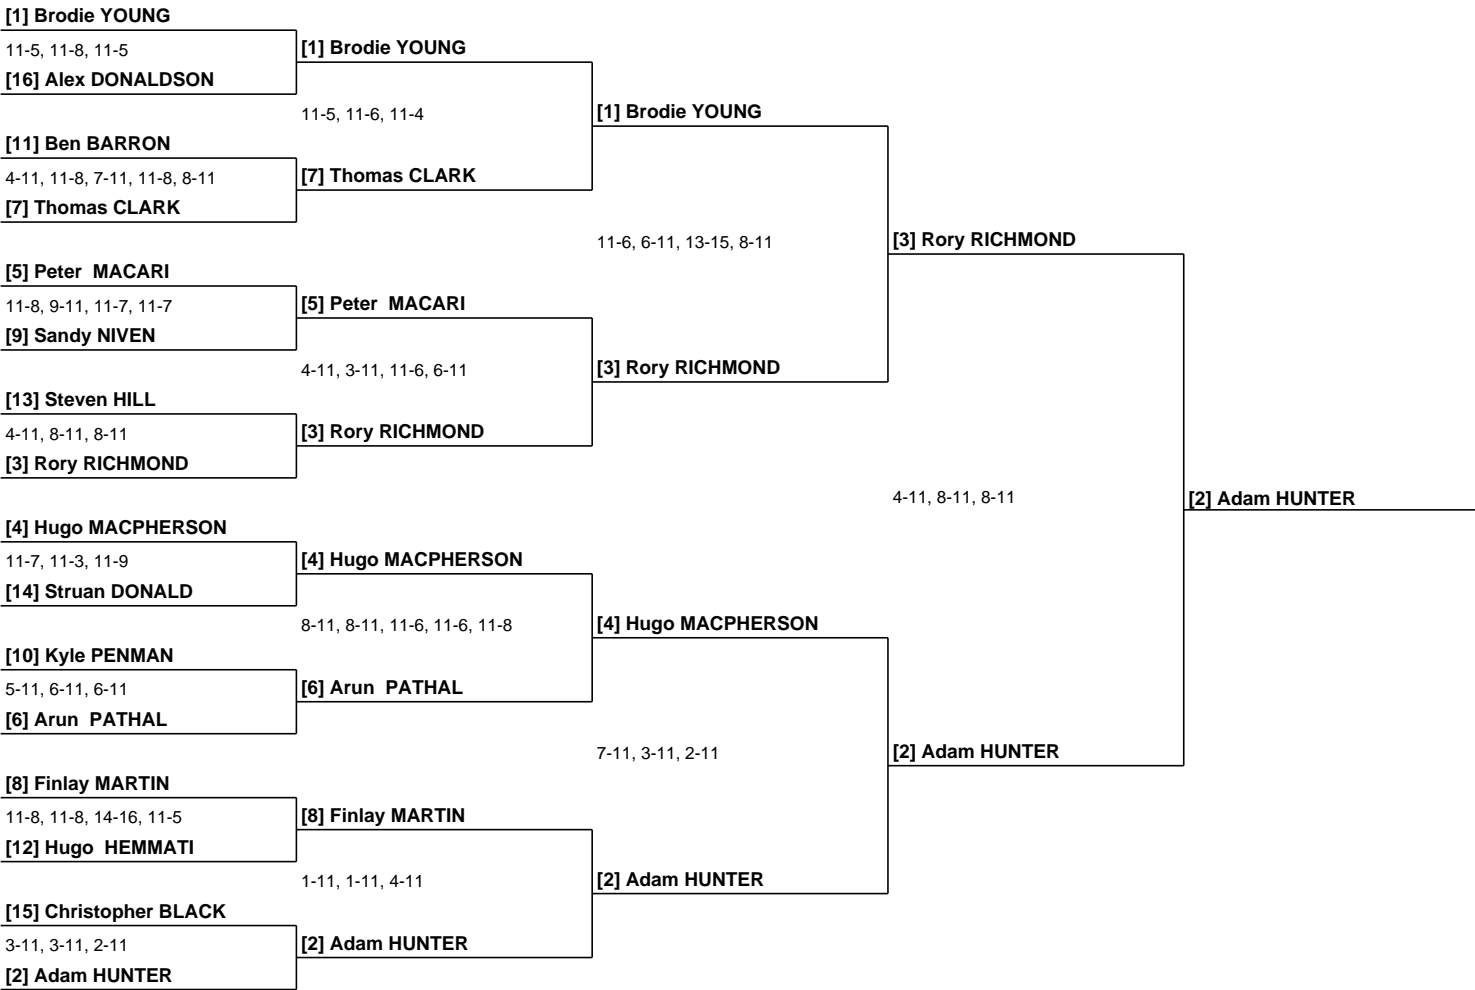 [1] Brodie YOUNG
11-5, 11-8, 11-5
[16] Alex DONALDSON
[11] Ben BARRON
4-11, 11-8, 7-11, 11-8, 8-11
[7] Thomas CLARK
[5] Peter  MACARI
11-8, 9-11, 11-7, 11-7
[9] Sandy NIVEN
[13] Steven HILL
4-11, 8-11, 8-11
[3] Rory RICHMOND
[4] Hugo MACPHERSON
11-7, 11-3, 11-9
[14] Struan DONALD
[10] Kyle PENMAN
5-11, 6-11, 6-11
[6] Arun  PATHAL
[8] Finlay MARTIN
11-8, 11-8, 14-16, 11-5
[12] Hugo  HEMMATI
[15] Christopher BLACK
3-11, 3-11, 2-11
[2] Adam HUNTER
[1] Brodie YOUNG
11-5, 11-6, 11-4
[7] Thomas CLARK
[5] Peter  MACARI
4-11, 3-11, 11-6, 6-11
[3] Rory RICHMOND
[4] Hugo MACPHERSON
8-11, 8-11, 11-6, 11-6, 11-8
[6] Arun  PATHAL
[8] Finlay MARTIN
1-11, 1-11, 4-11
[2] Adam HUNTER
[1] Brodie YOUNG
11-6, 6-11, 13-15, 8-11
[3] Rory RICHMOND
[4] Hugo MACPHERSON
7-11, 3-11, 2-11
[2] Adam HUNTER
[3] Rory RICHMOND
4-11, 8-11, 8-11
[2] Adam HUNTER
[2] Adam HUNTER